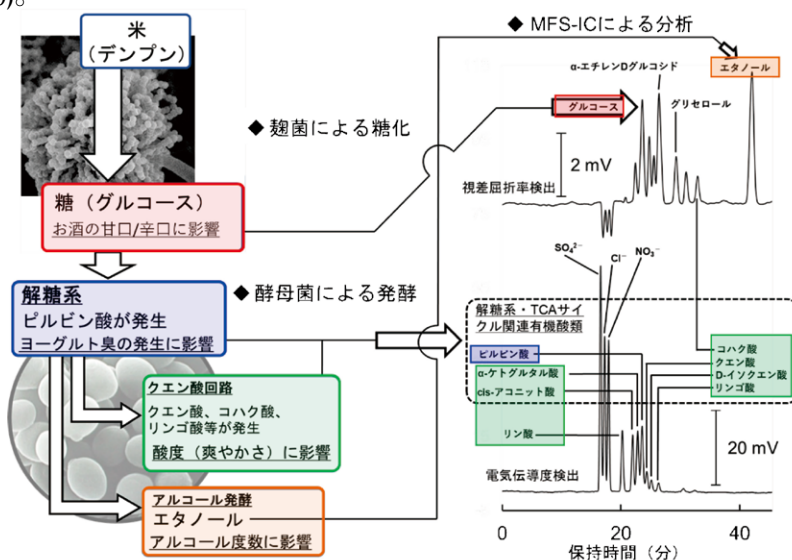 米
（デンプン）
◆ 麹菌による糖化
糖（グルコース）
お酒の甘口/辛口に影響
◆ 酵母菌による発酵
解糖系
ピルビン酸が発生
ヨーグルト臭の発生に影響
クエン酸回路
クエン酸、コハク酸、
リンゴ酸等が発生
酸度（爽やかさ）に影響
アルコール発酵
エタノール
アルコール度数に影響
◆ MFS-ICによる分析
α-エチレンDグルコシド
エタノール
グルコース
グリセロール
2 mV
視差屈折率検出
SO₄²⁻
Cl⁻
NO₃⁻
解糖系・TCAサイ
クル関連有機酸類
ピルビン酸
α-ケトグルタル酸
cis-アコニット酸
リン酸
コハク酸
クエン酸
D-イソクエン酸
リンゴ酸
20 mV
電気伝導度検出
0 20 40
保持時間（分）